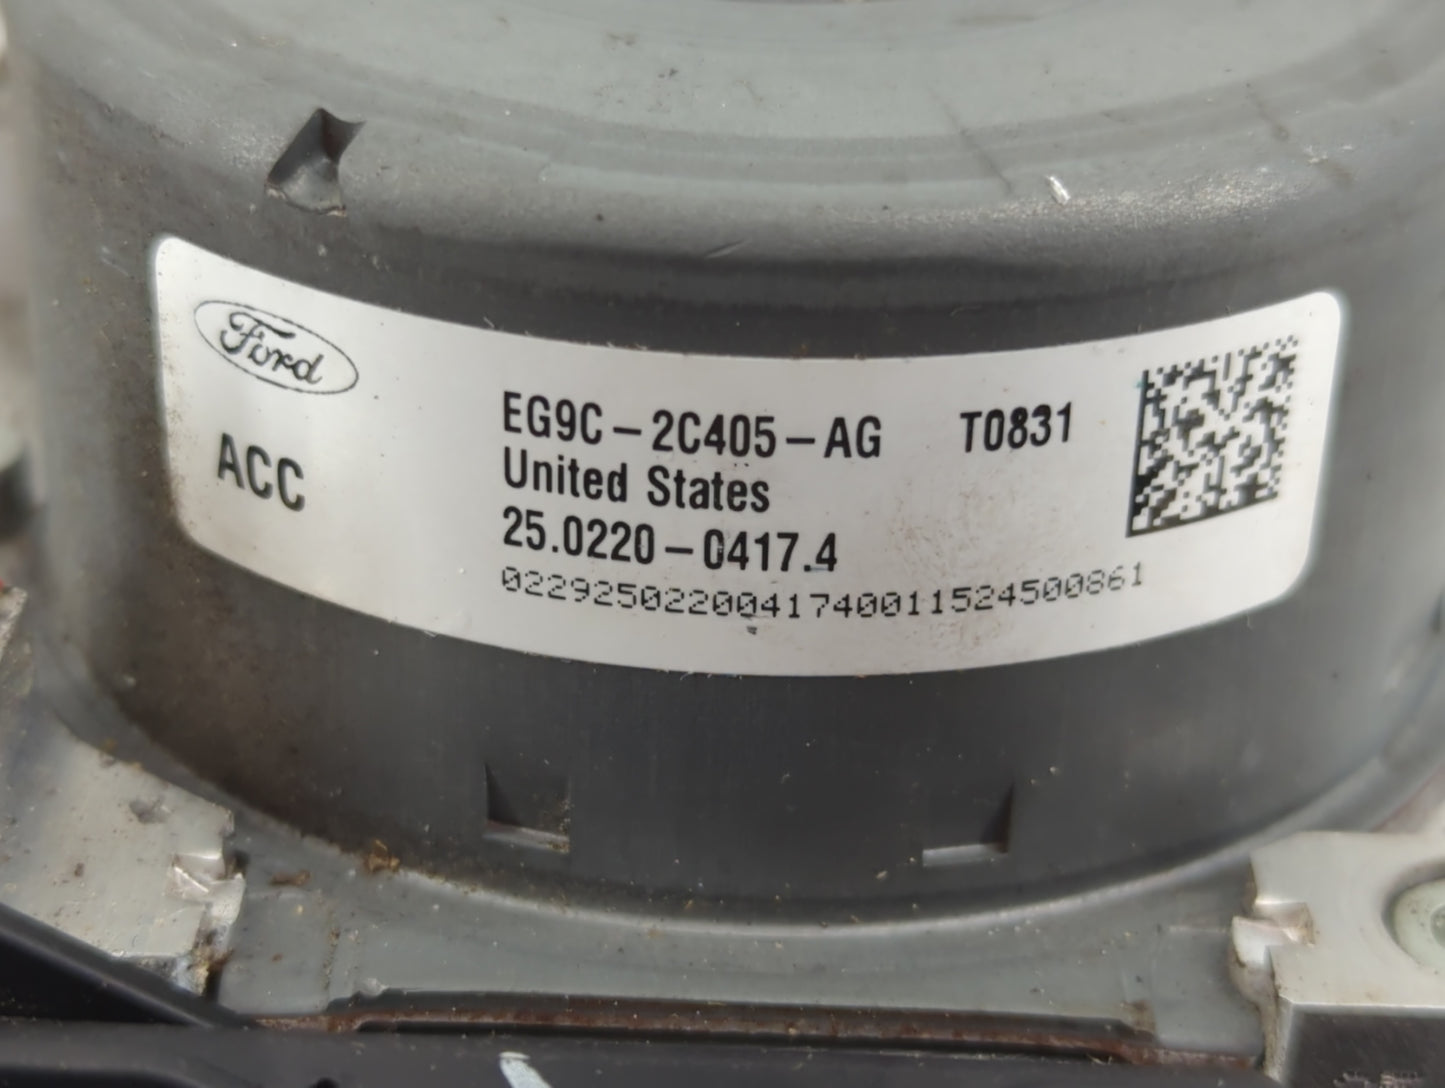 Ford
ACC
EG9C-2C405-AG T0831
United States
25.0220-0417.4
0229250220041740011524500861